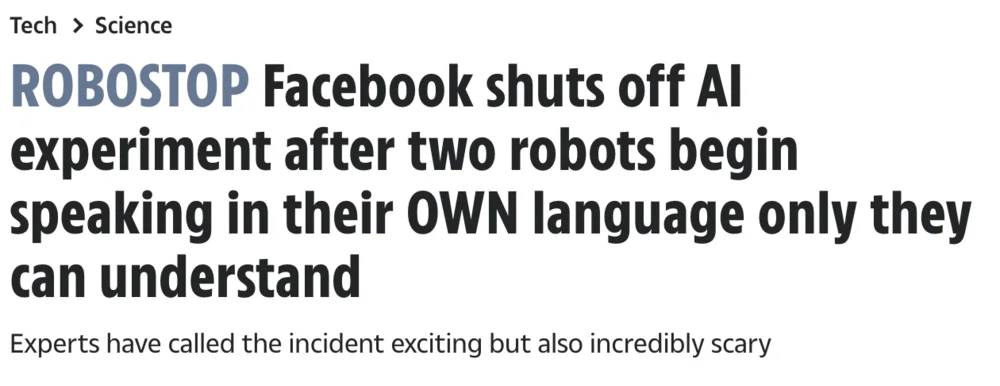 Tech > Science
ROBOSTOP Facebook shuts off AI
experiment after two robots begin
speaking in their OWN language only they
can understand
Experts have called the incident exciting but also incredibly scary